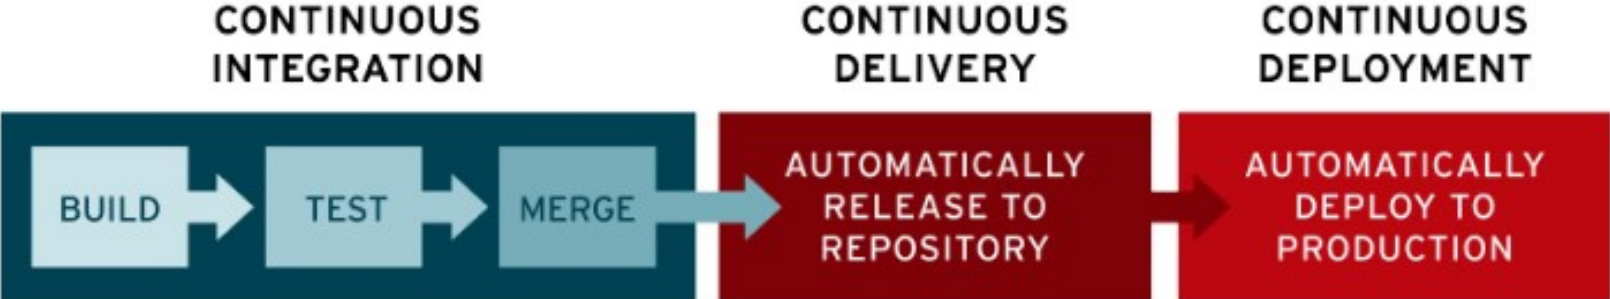 CONTINUOUS
INTEGRATION
BUILD
TEST
MERGE
CONTINUOUS
DELIVERY
AUTOMATICALLY
RELEASE TO
REPOSITORY
CONTINUOUS
DEPLOYMENT
AUTOMATICALLY
DEPLOY TO
PRODUCTION